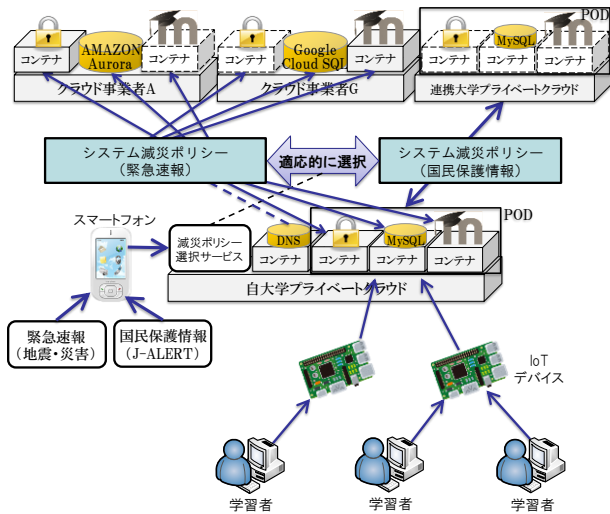 POD
AMAZON
Aurora
Google
Cloud SQL
MySQL
コンテナ
コンテナ
コンテナ
コンテナ
コンテナ
コンテナ
コンテナ
クラウド事業者A
クラウド事業者G
連携大学プライベートクラウド
システム減災ポリシー
(緊急速報)
適応的に選択
システム減災ポリシー
(国民保護情報)
スマートフォン
POD
減災ポリシー
選択サービス
DNS
MySQL
コンテナ
コンテナ
コンテナ
コンテナ
自大学プライベートクラウド
緊急速報
(地震・災害)
国民保護情報
(J-ALERT)
IoT
デバイス
学習者
学習者
学習者